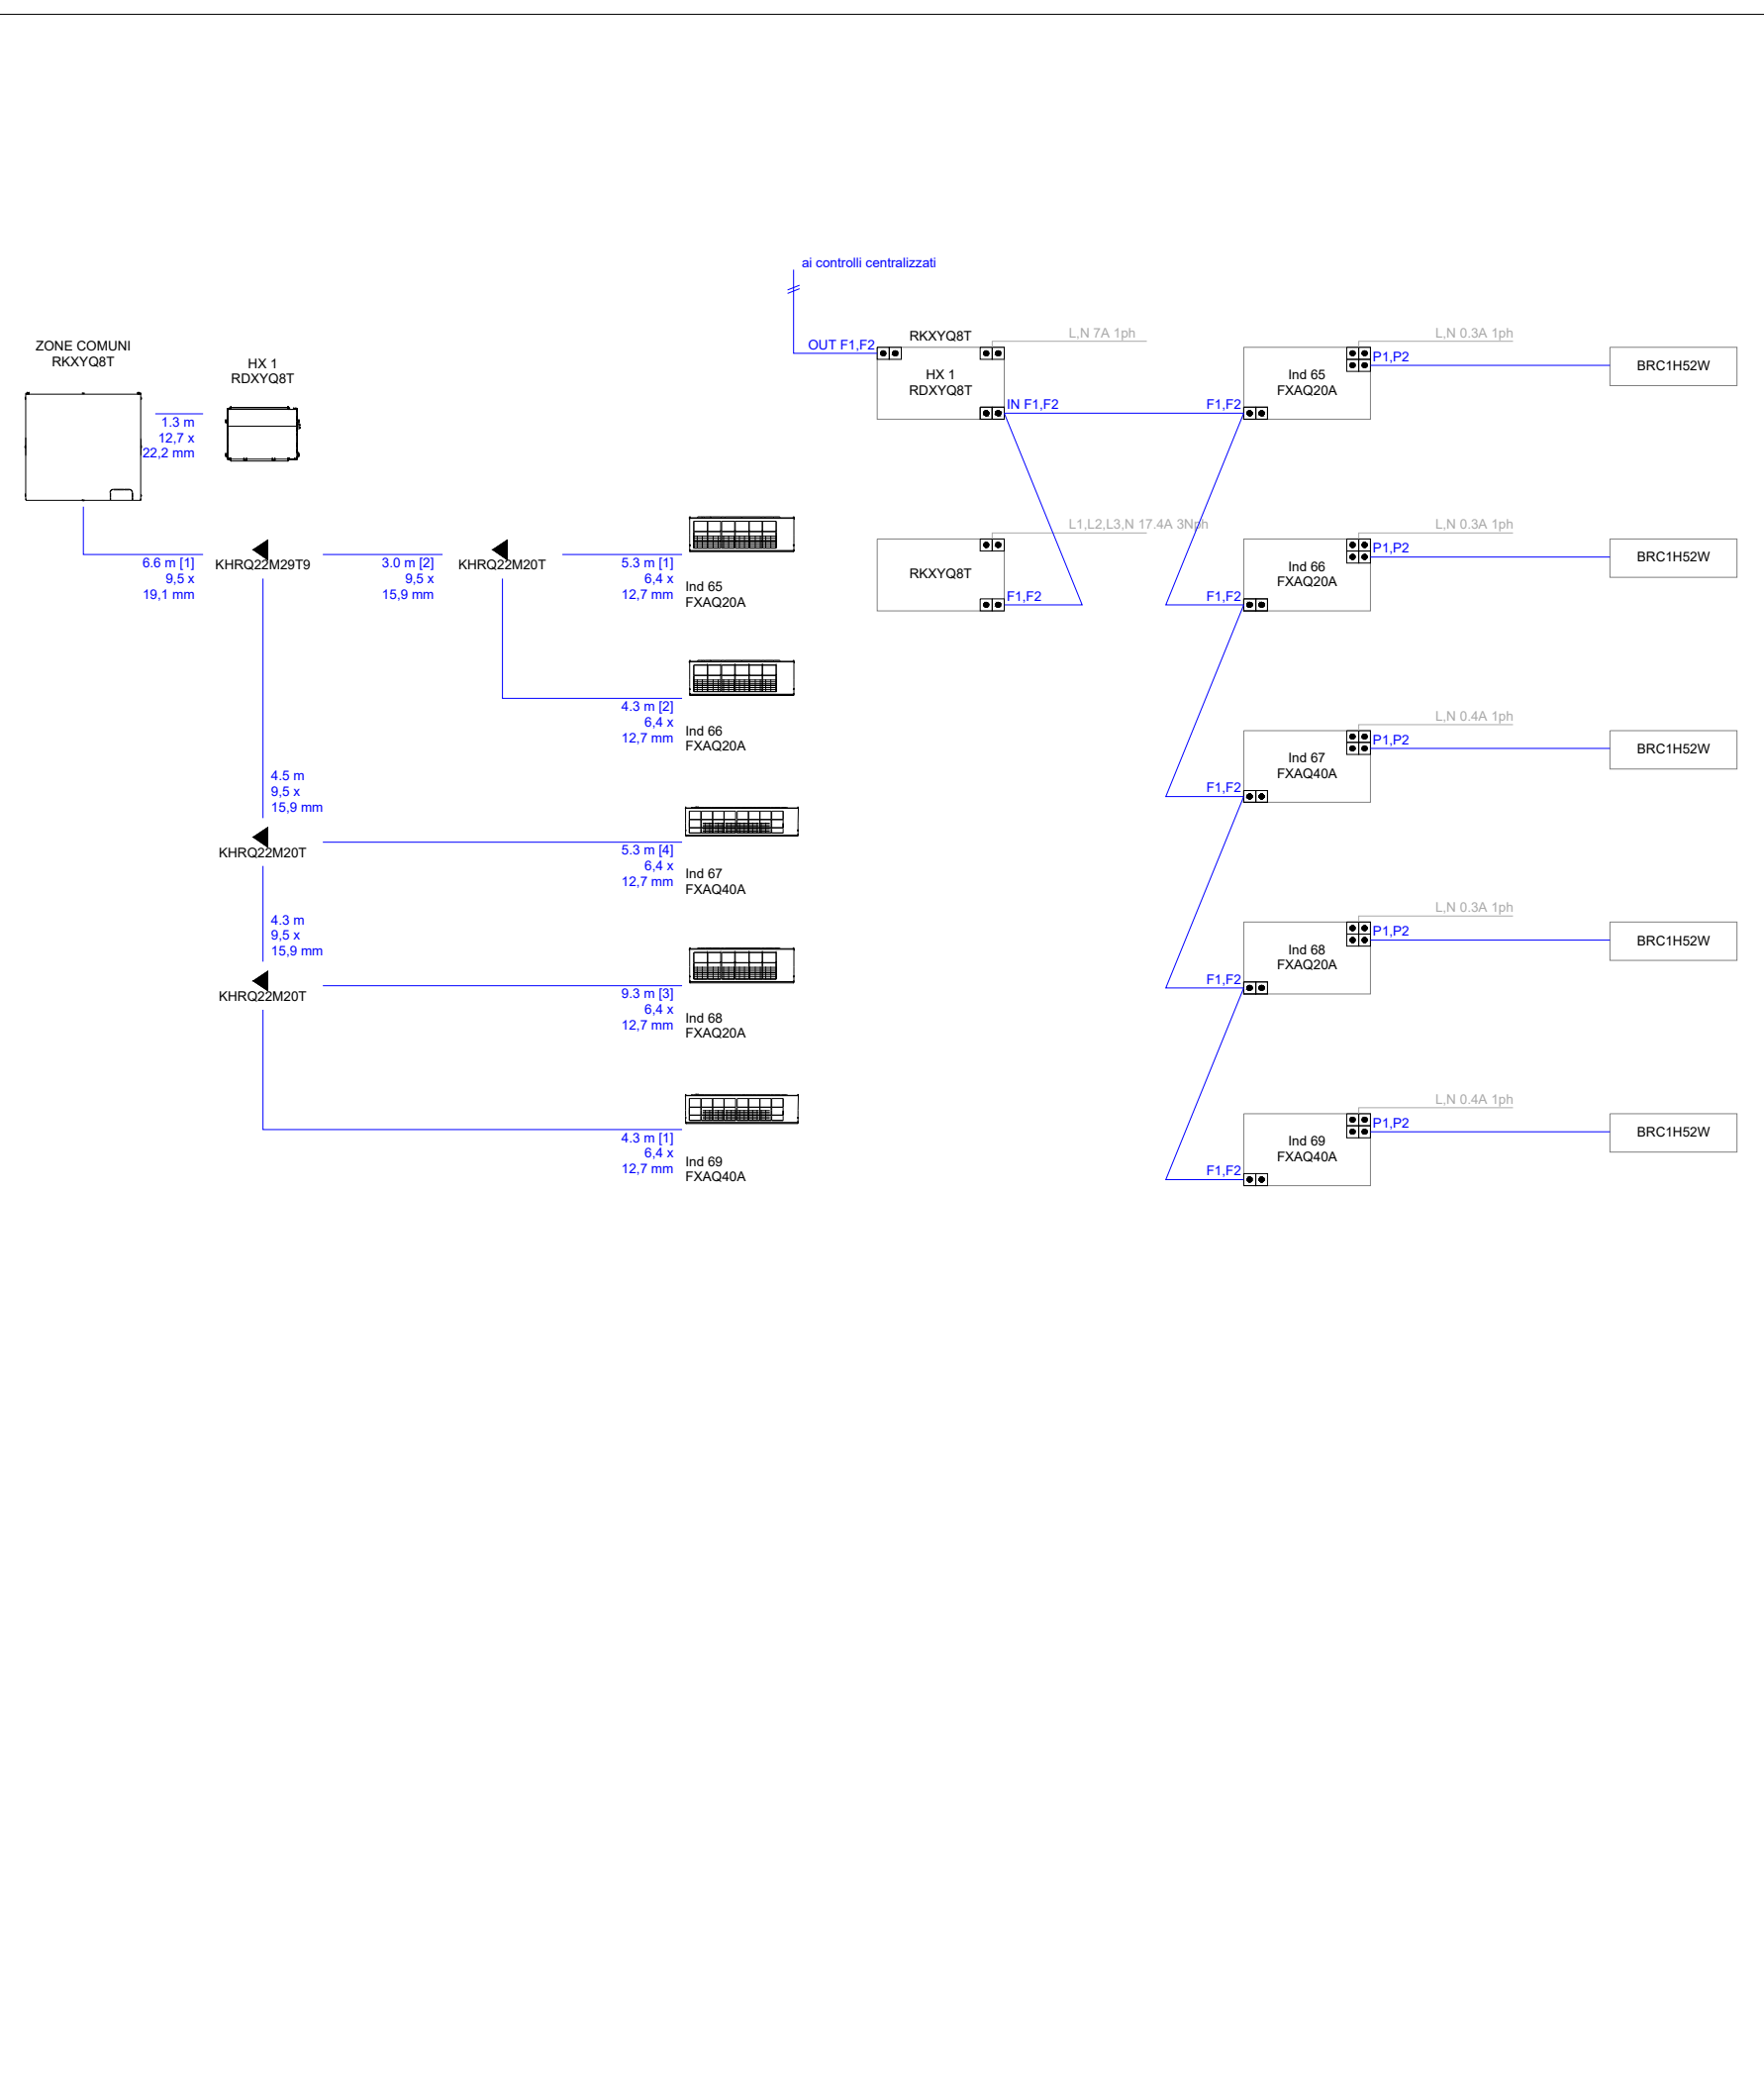 ai controlli centralizzati
ZONE COMUNI
RKXYQ8T
HX 1
RDXYQ8T
1.3 m
12,7 x
22,2 mm
6.6 m [1]
9,5 x
19,1 mm
KHRQ22M29T9
3.0 m [2]
9,5 x
15,9 mm
KHRQ22M20T
5.3 m [1]
6,4 x
12,7 mm
Ind 65
FXAQ20A
4.3 m [2]
6,4 x
12,7 mm
Ind 66
FXAQ20A
4.5 m
9,5 x
15,9 mm
KHRQ22M20T
5.3 m [4]
6,4 x
12,7 mm
Ind 67
FXAQ40A
4.3 m
9,5 x
15,9 mm
KHRQ22M20T
9.3 m [3]
6,4 x
12,7 mm
Ind 68
FXAQ20A
4.3 m [1]
6,4 x
12,7 mm
Ind 69
FXAQ40A
OUT F1,F2
RKXYQ8T
L,N 7A 1ph
HX 1
RDXYQ8T
IN F1,F2
L1,L2,L3,N 17.4A 3Nph
RKXYQ8T
F1,F2
L,N 0.3A 1ph
P1,P2
Ind 65
FXAQ20A
F1,F2
BRC1H52W
L,N 0.3A 1ph
P1,P2
Ind 66
FXAQ20A
F1,F2
BRC1H52W
L,N 0.4A 1ph
P1,P2
Ind 67
FXAQ40A
F1,F2
BRC1H52W
L,N 0.3A 1ph
P1,P2
Ind 68
FXAQ20A
F1,F2
BRC1H52W
L,N 0.4A 1ph
P1,P2
Ind 69
FXAQ40A
F1,F2
BRC1H52W